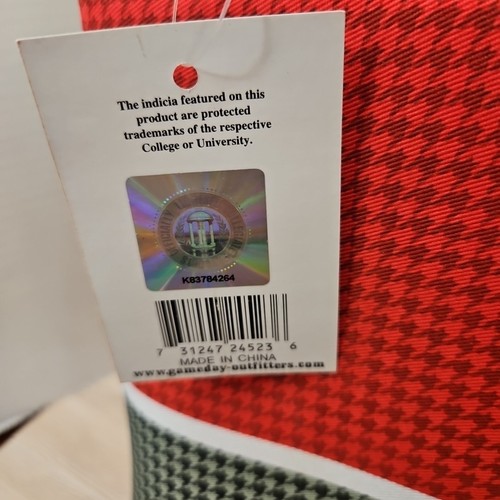 The indicia featured on this
product are protected
trademarks of the respective
College or University.
K83784264
7 31247 24523 6
MADE IN CHINA
www.gameday-outfitters.com